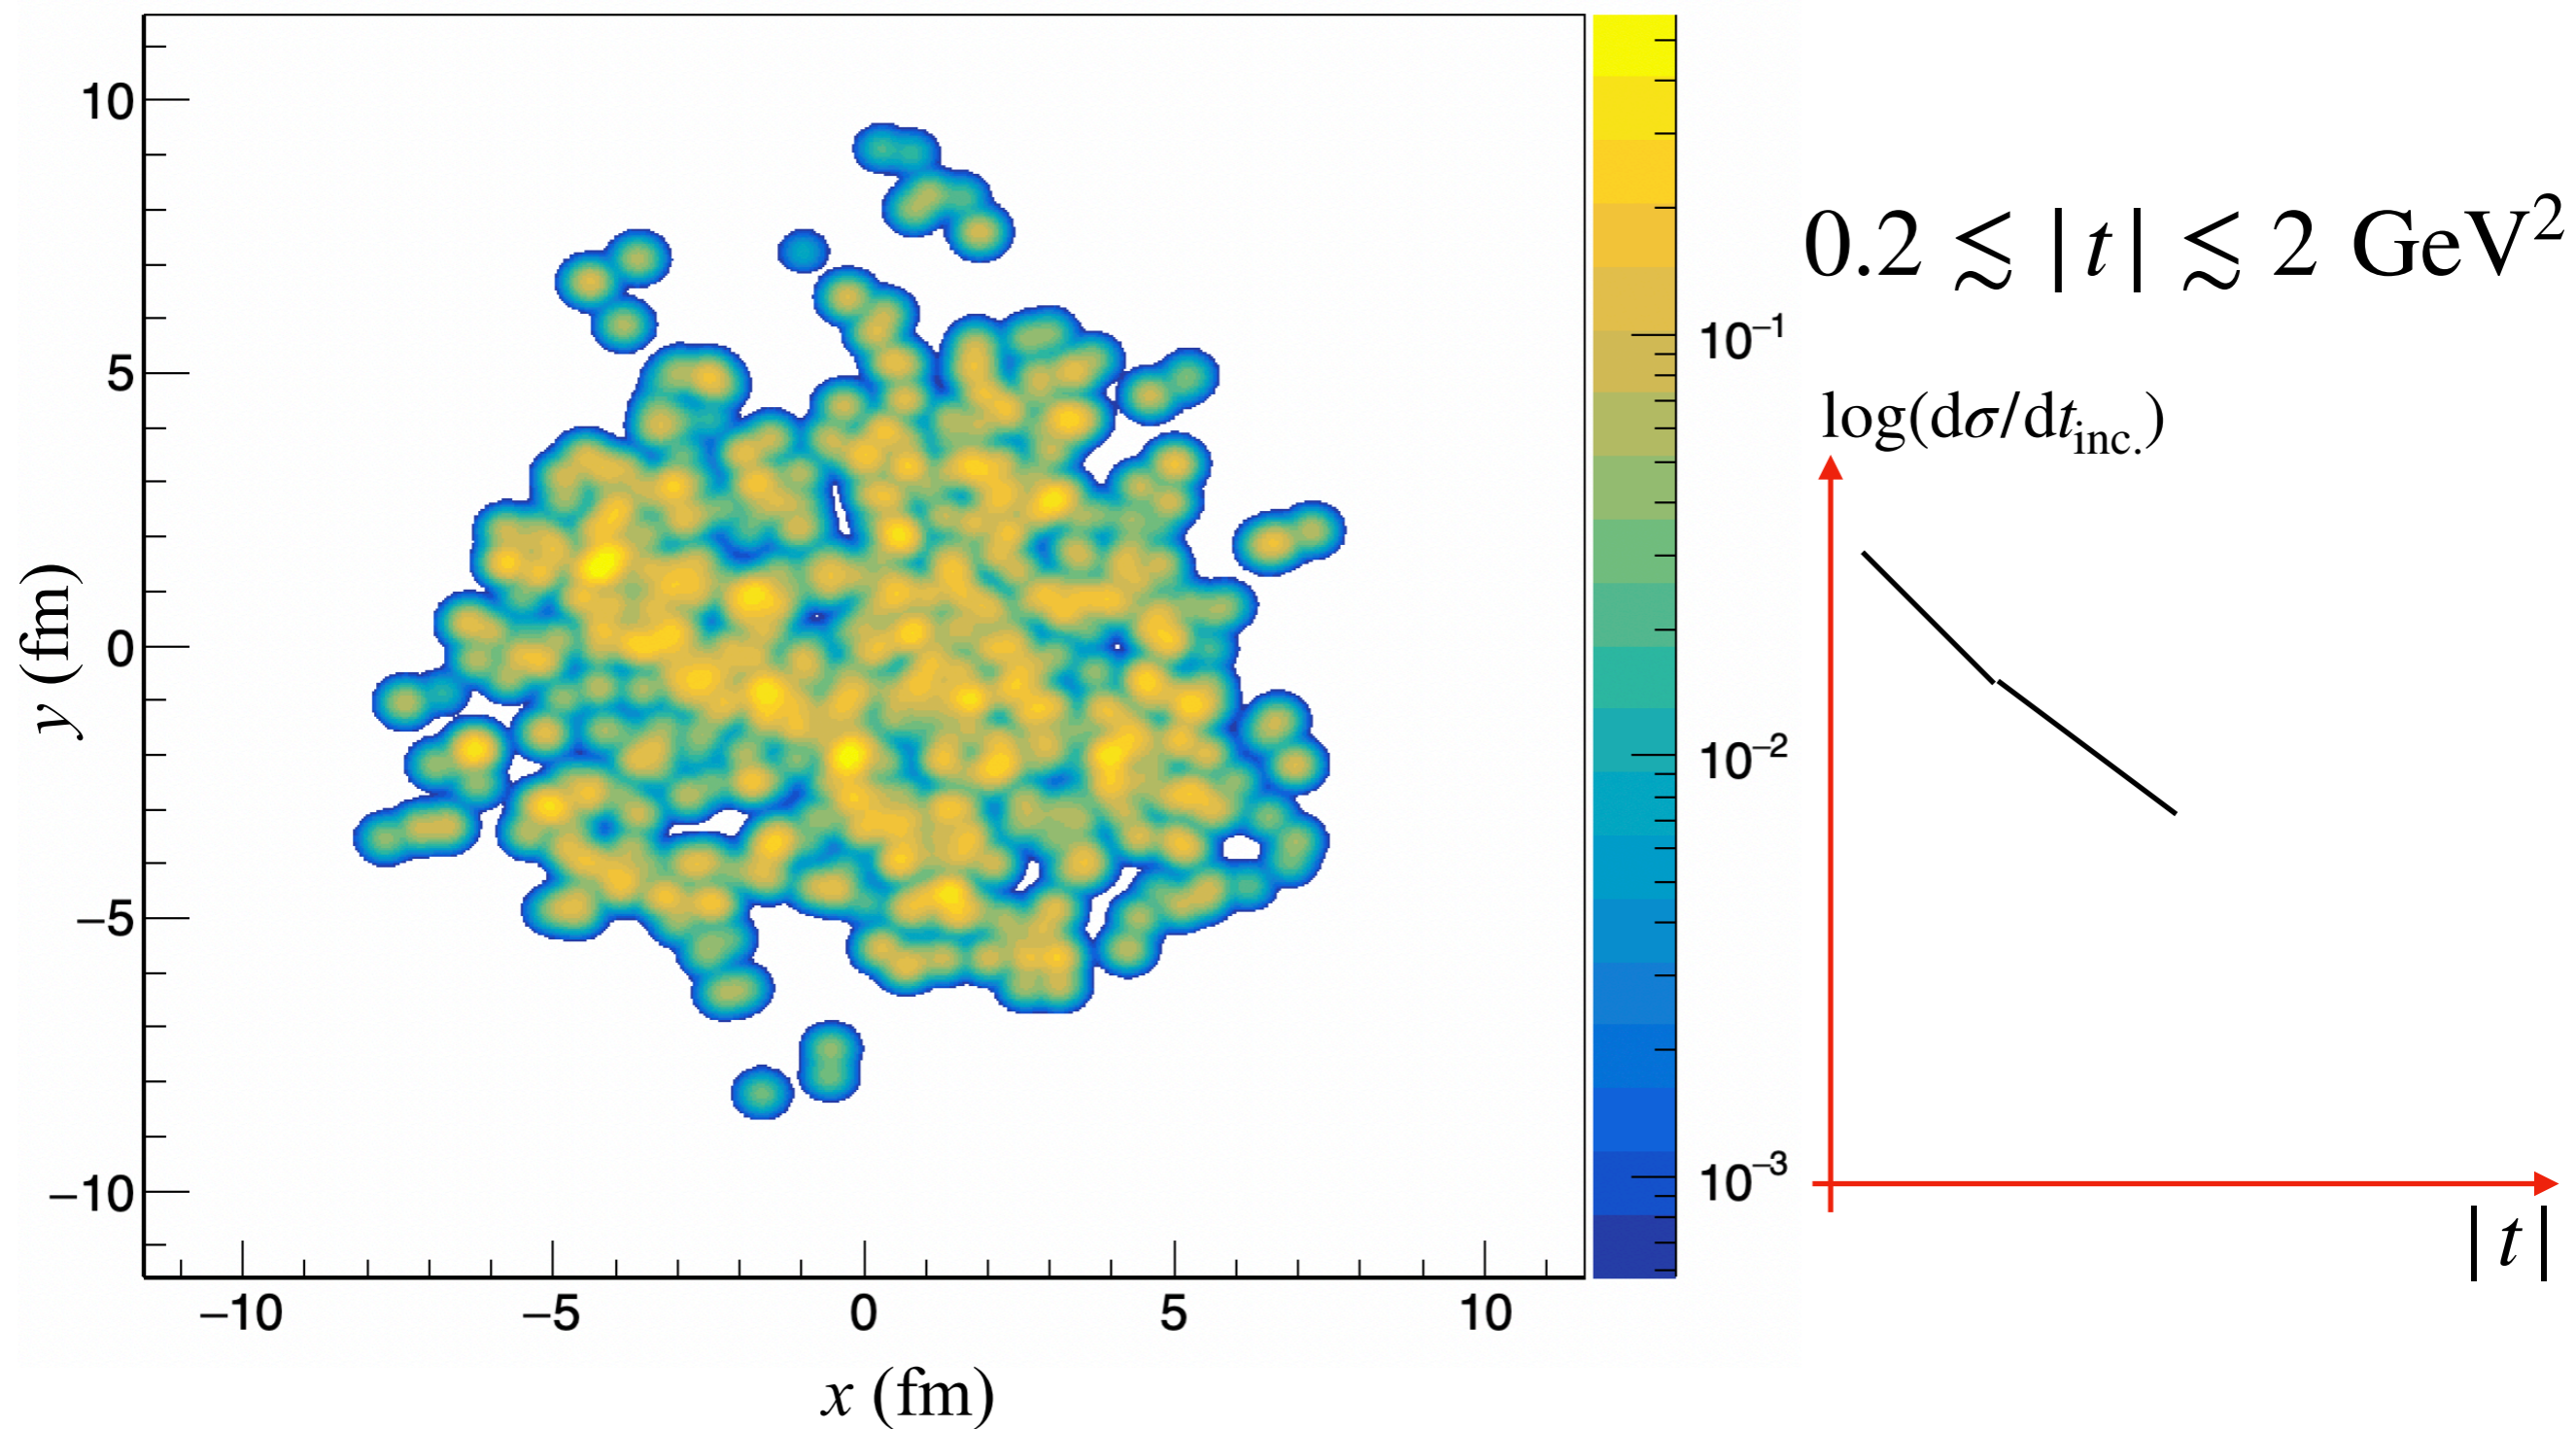 10
5
0
−5
−10
y (fm)
−10
−5
0
5
10
x (fm)
10⁻¹
10⁻²
10⁻³
0.2 ≲ | t | ≲ 2 GeV²
log(dσ/dt_inc.)
| t |